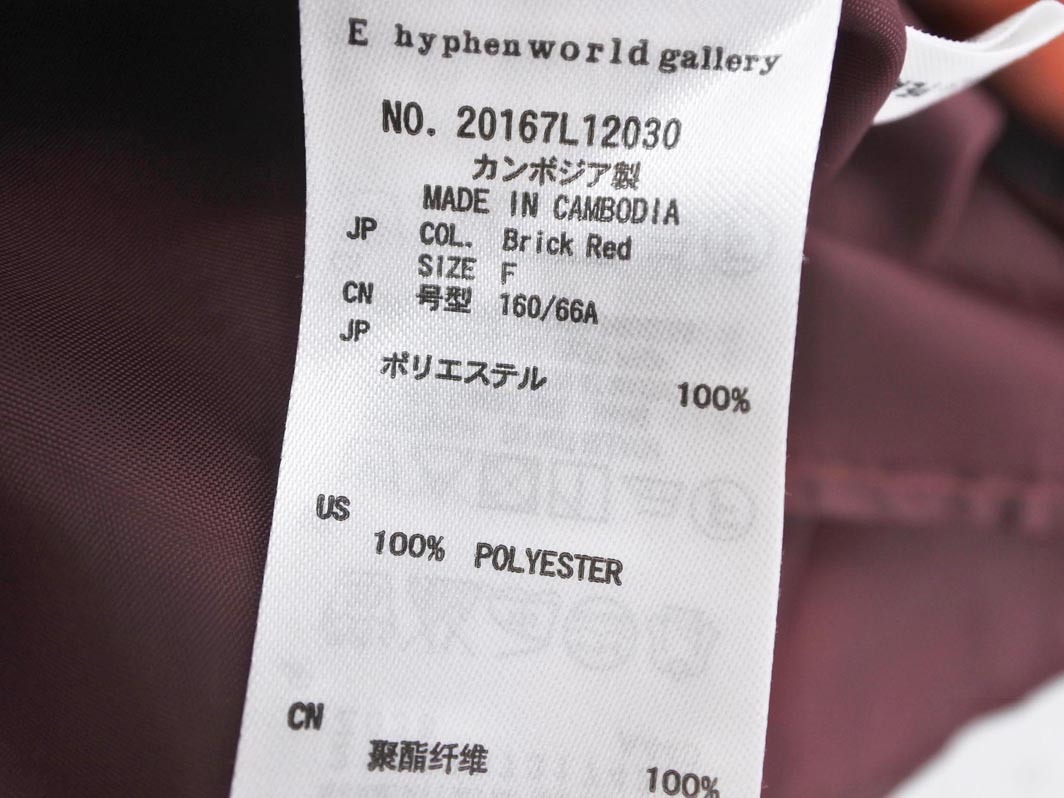 E hyphen world gallery
NO. 20167L12030
カンボジア製
MADE IN CAMBODIA
JP COL. Brick Red
SIZE F
CN 号型 160/66A
JP
ポリエステル 100%
US
100% POLYESTER
CN
聚酯纤维 100%